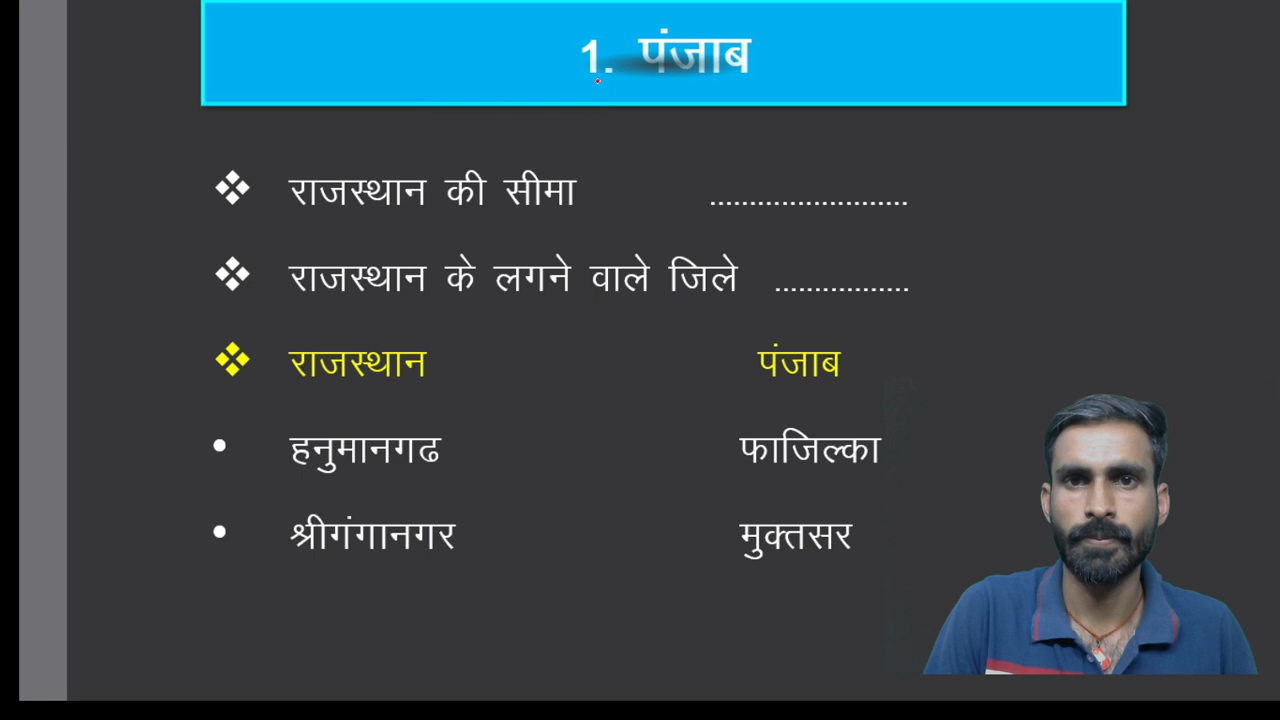 1. पंजाब
❖ राजस्थान की सीमा .........................
❖ राजस्थान के लगने वाले जिले .................
❖ राजस्थान पंजाब
• हनुमानगढ फाजिल्का
• श्रीगंगानगर मुक्तसर